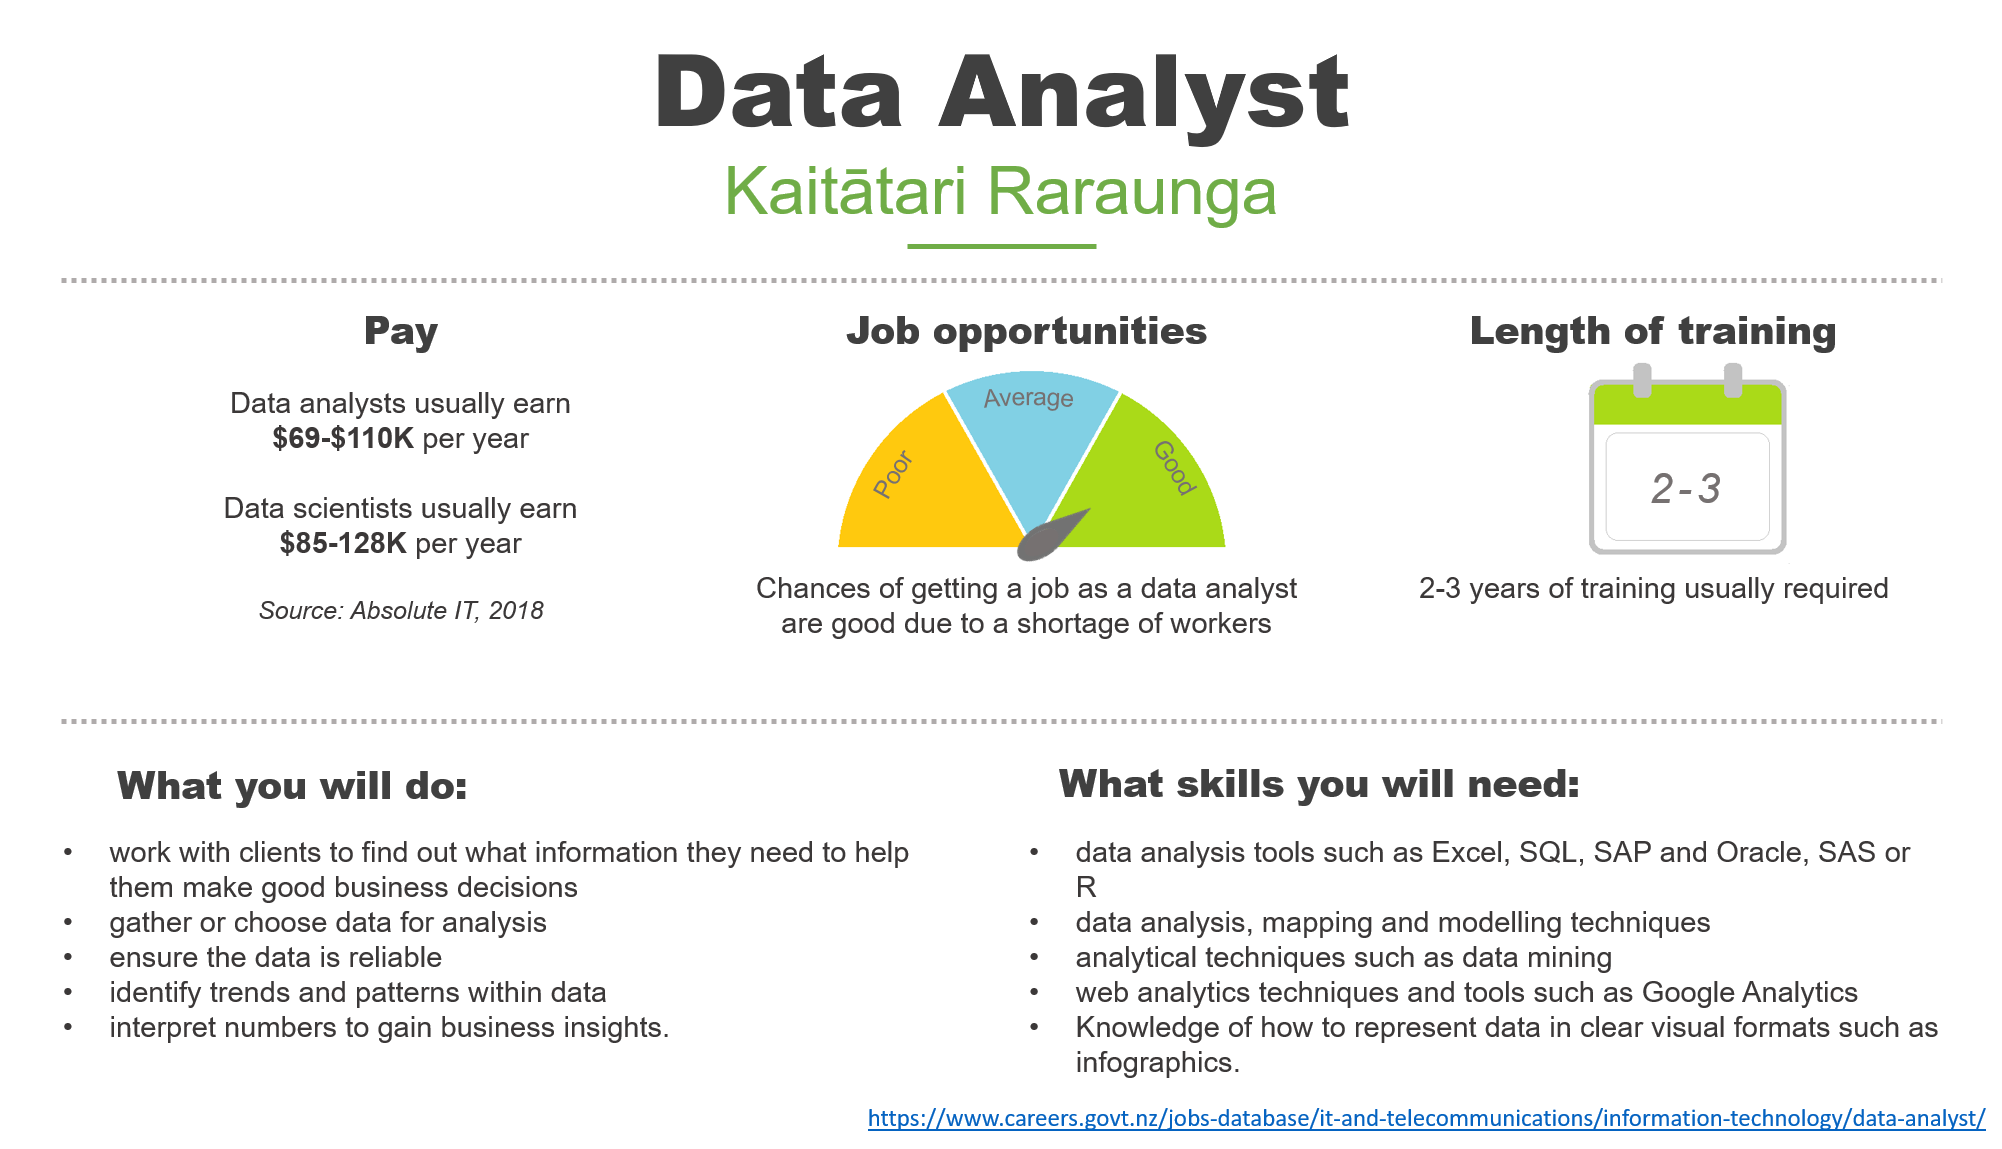 Data Analyst
Kaitātari Raraunga
Pay
Data analysts usually earn
$69-$110K per year
Data scientists usually earn
$85-128K per year
Source: Absolute IT, 2018
Job opportunities
Poor
Average
Good
Chances of getting a job as a data analyst
are good due to a shortage of workers
Length of training
2-3
2-3 years of training usually required
What you will do:
• work with clients to find out what information they need to help
them make good business decisions
• gather or choose data for analysis
• ensure the data is reliable
• identify trends and patterns within data
• interpret numbers to gain business insights.
What skills you will need:
• data analysis tools such as Excel, SQL, SAP and Oracle, SAS or
R
• data analysis, mapping and modelling techniques
• analytical techniques such as data mining
• web analytics techniques and tools such as Google Analytics
• Knowledge of how to represent data in clear visual formats such as
infographics.
https://www.careers.govt.nz/jobs-database/it-and-telecommunications/information-technology/data-analyst/